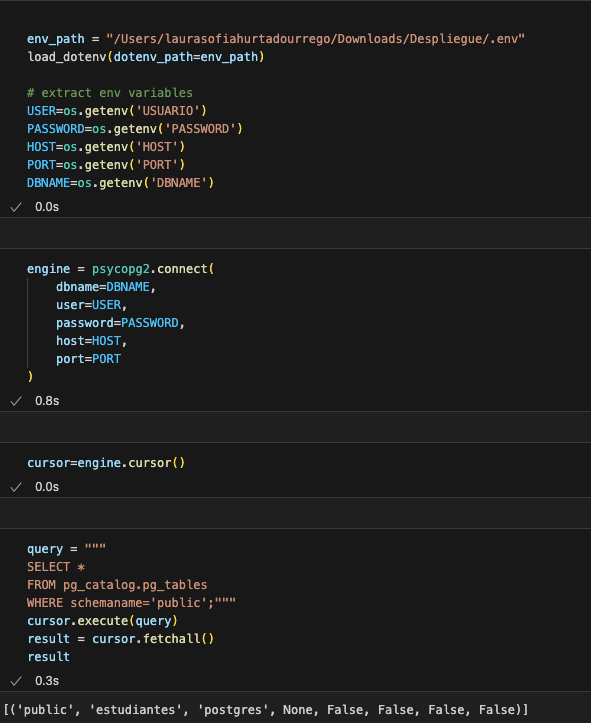 env_path = "/Users/laurasofiahurtadourrego/Downloads/Despliegue/.env"
load_dotenv(dotenv_path=env_path)
# extract env variables
USER=os.getenv('USUARIO')
PASSWORD=os.getenv('PASSWORD')
HOST=os.getenv('HOST')
PORT=os.getenv('PORT')
DBNAME=os.getenv('DBNAME')
0.0s
engine = psycopg2.connect(
    dbname=DBNAME,
    user=USER,
    password=PASSWORD,
    host=HOST,
    port=PORT
)
0.8s
cursor=engine.cursor()
0.0s
query = """
SELECT *
FROM pg_catalog.pg_tables
WHERE schemaname='public';"""
cursor.execute(query)
result = cursor.fetchall()
result
0.3s
[('public', 'estudiantes', 'postgres', None, False, False, False, False)]